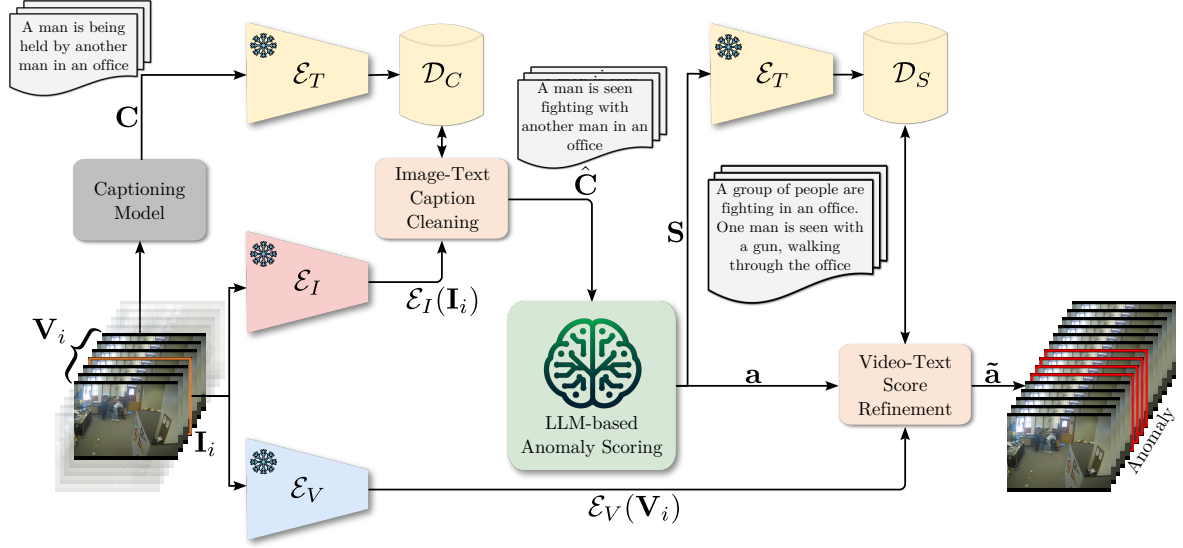 A man is being
held by another
man in an office
C
Captioning
Model
V_i
I_i
ℰ_T
𝒟_C
Image-Text
Caption
Cleaning
ℰ_I
ℰ_I(I_i)
ℰ_V
ℰ_V(V_i)
A man is seen
fighting with
another man in an
office
Ĉ
LLM-based
Anomaly Scoring
S
a
ℰ_T
𝒟_S
A group of people are
fighting in an office.
One man is seen with
a gun, walking
through the office
Video-Text
Score
Refinement
ã
Anomaly